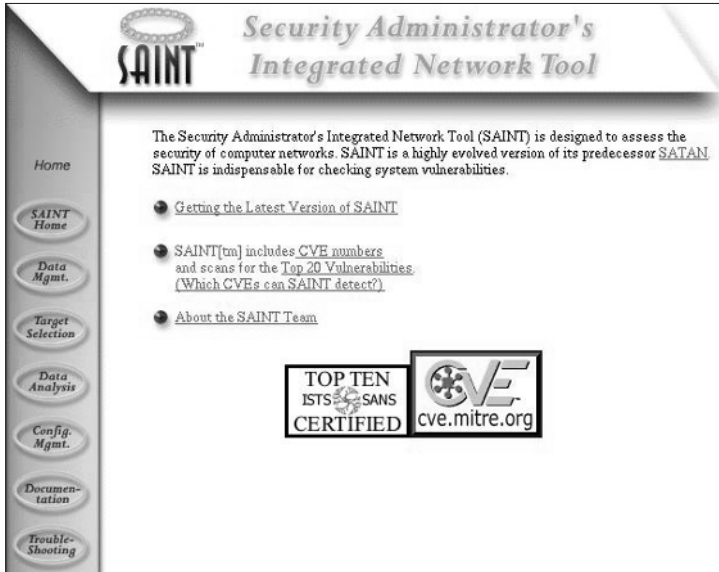 SAINT™
Security Administrator's
Integrated Network Tool
Home
SAINT
Home
Data
Mgmt.
Target
Selection
Data
Analysis
Config.
Mgmt.
Documen-
tation
Trouble-
Shooting
The Security Administrator's Integrated Network Tool (SAINT) is designed to assess the
security of computer networks. SAINT is a highly evolved version of its predecessor SATAN.
SAINT is indispensable for checking system vulnerabilities.
Getting the Latest Version of SAINT
SAINT[tm] includes CVE numbers
and scans for the Top 20 Vulnerabilities.
(Which CVEs can SAINT detect?)
About the SAINT Team
TOP TEN
ISTS SANS
CERTIFIED
CVE
cve.mitre.org